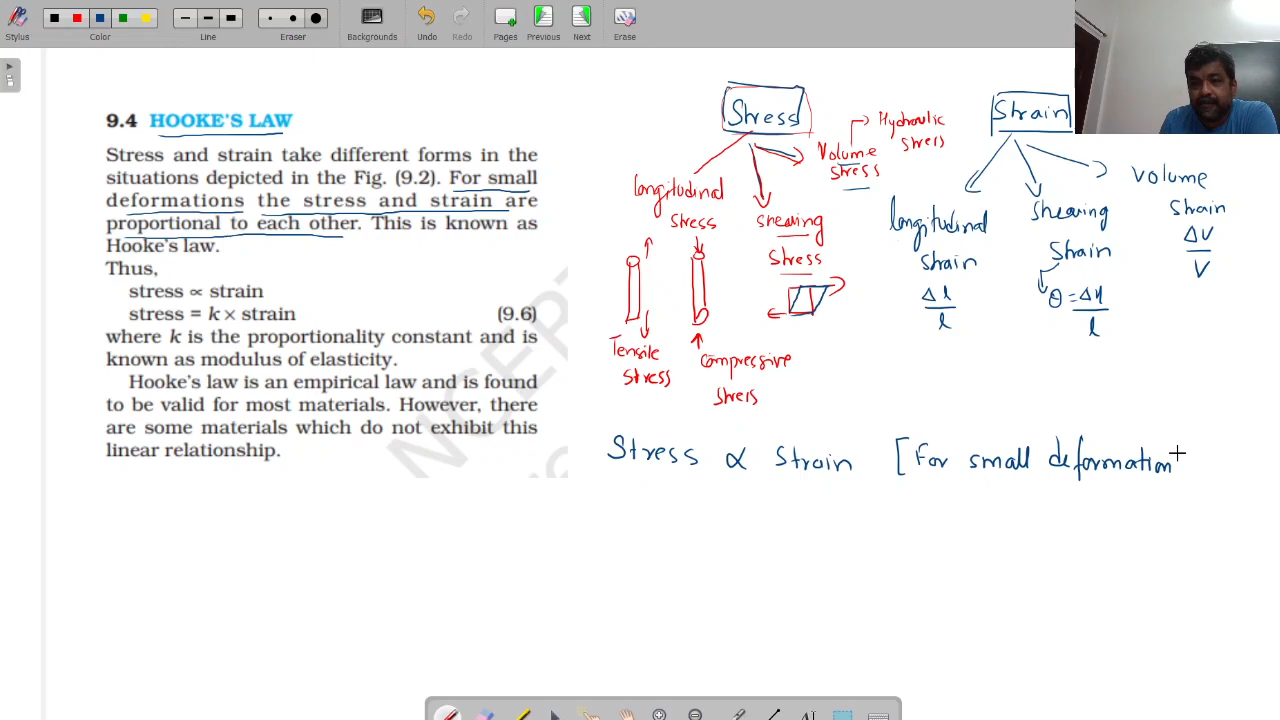 Stylus
Color
Line
Eraser
Backgrounds
Undo
Redo
Pages
Previous
Next
Erase
9.4 HOOKE'S LAW
Stress and strain take different forms in the
situations depicted in the Fig. (9.2). For small
deformations the stress and strain are
proportional to each other. This is known as
Hooke's law.
Thus,
stress ∝ strain
stress = k × strain (9.6)
where k is the proportionality constant and is
known as modulus of elasticity.
Hooke's law is an empirical law and is found
to be valid for most materials. However, there
are some materials which do not exhibit this
linear relationship.
Stress
longitudinal
stress
Tensile
stress
Compressive
stress
shearing
stress
Volume
stress
Hydraulic
stress
Strain
longitudinal
strain
Δl
l
shearing
strain
θ = Δx
l
volume
strain
ΔV
V
Stress ∝ Strain [For small deformation